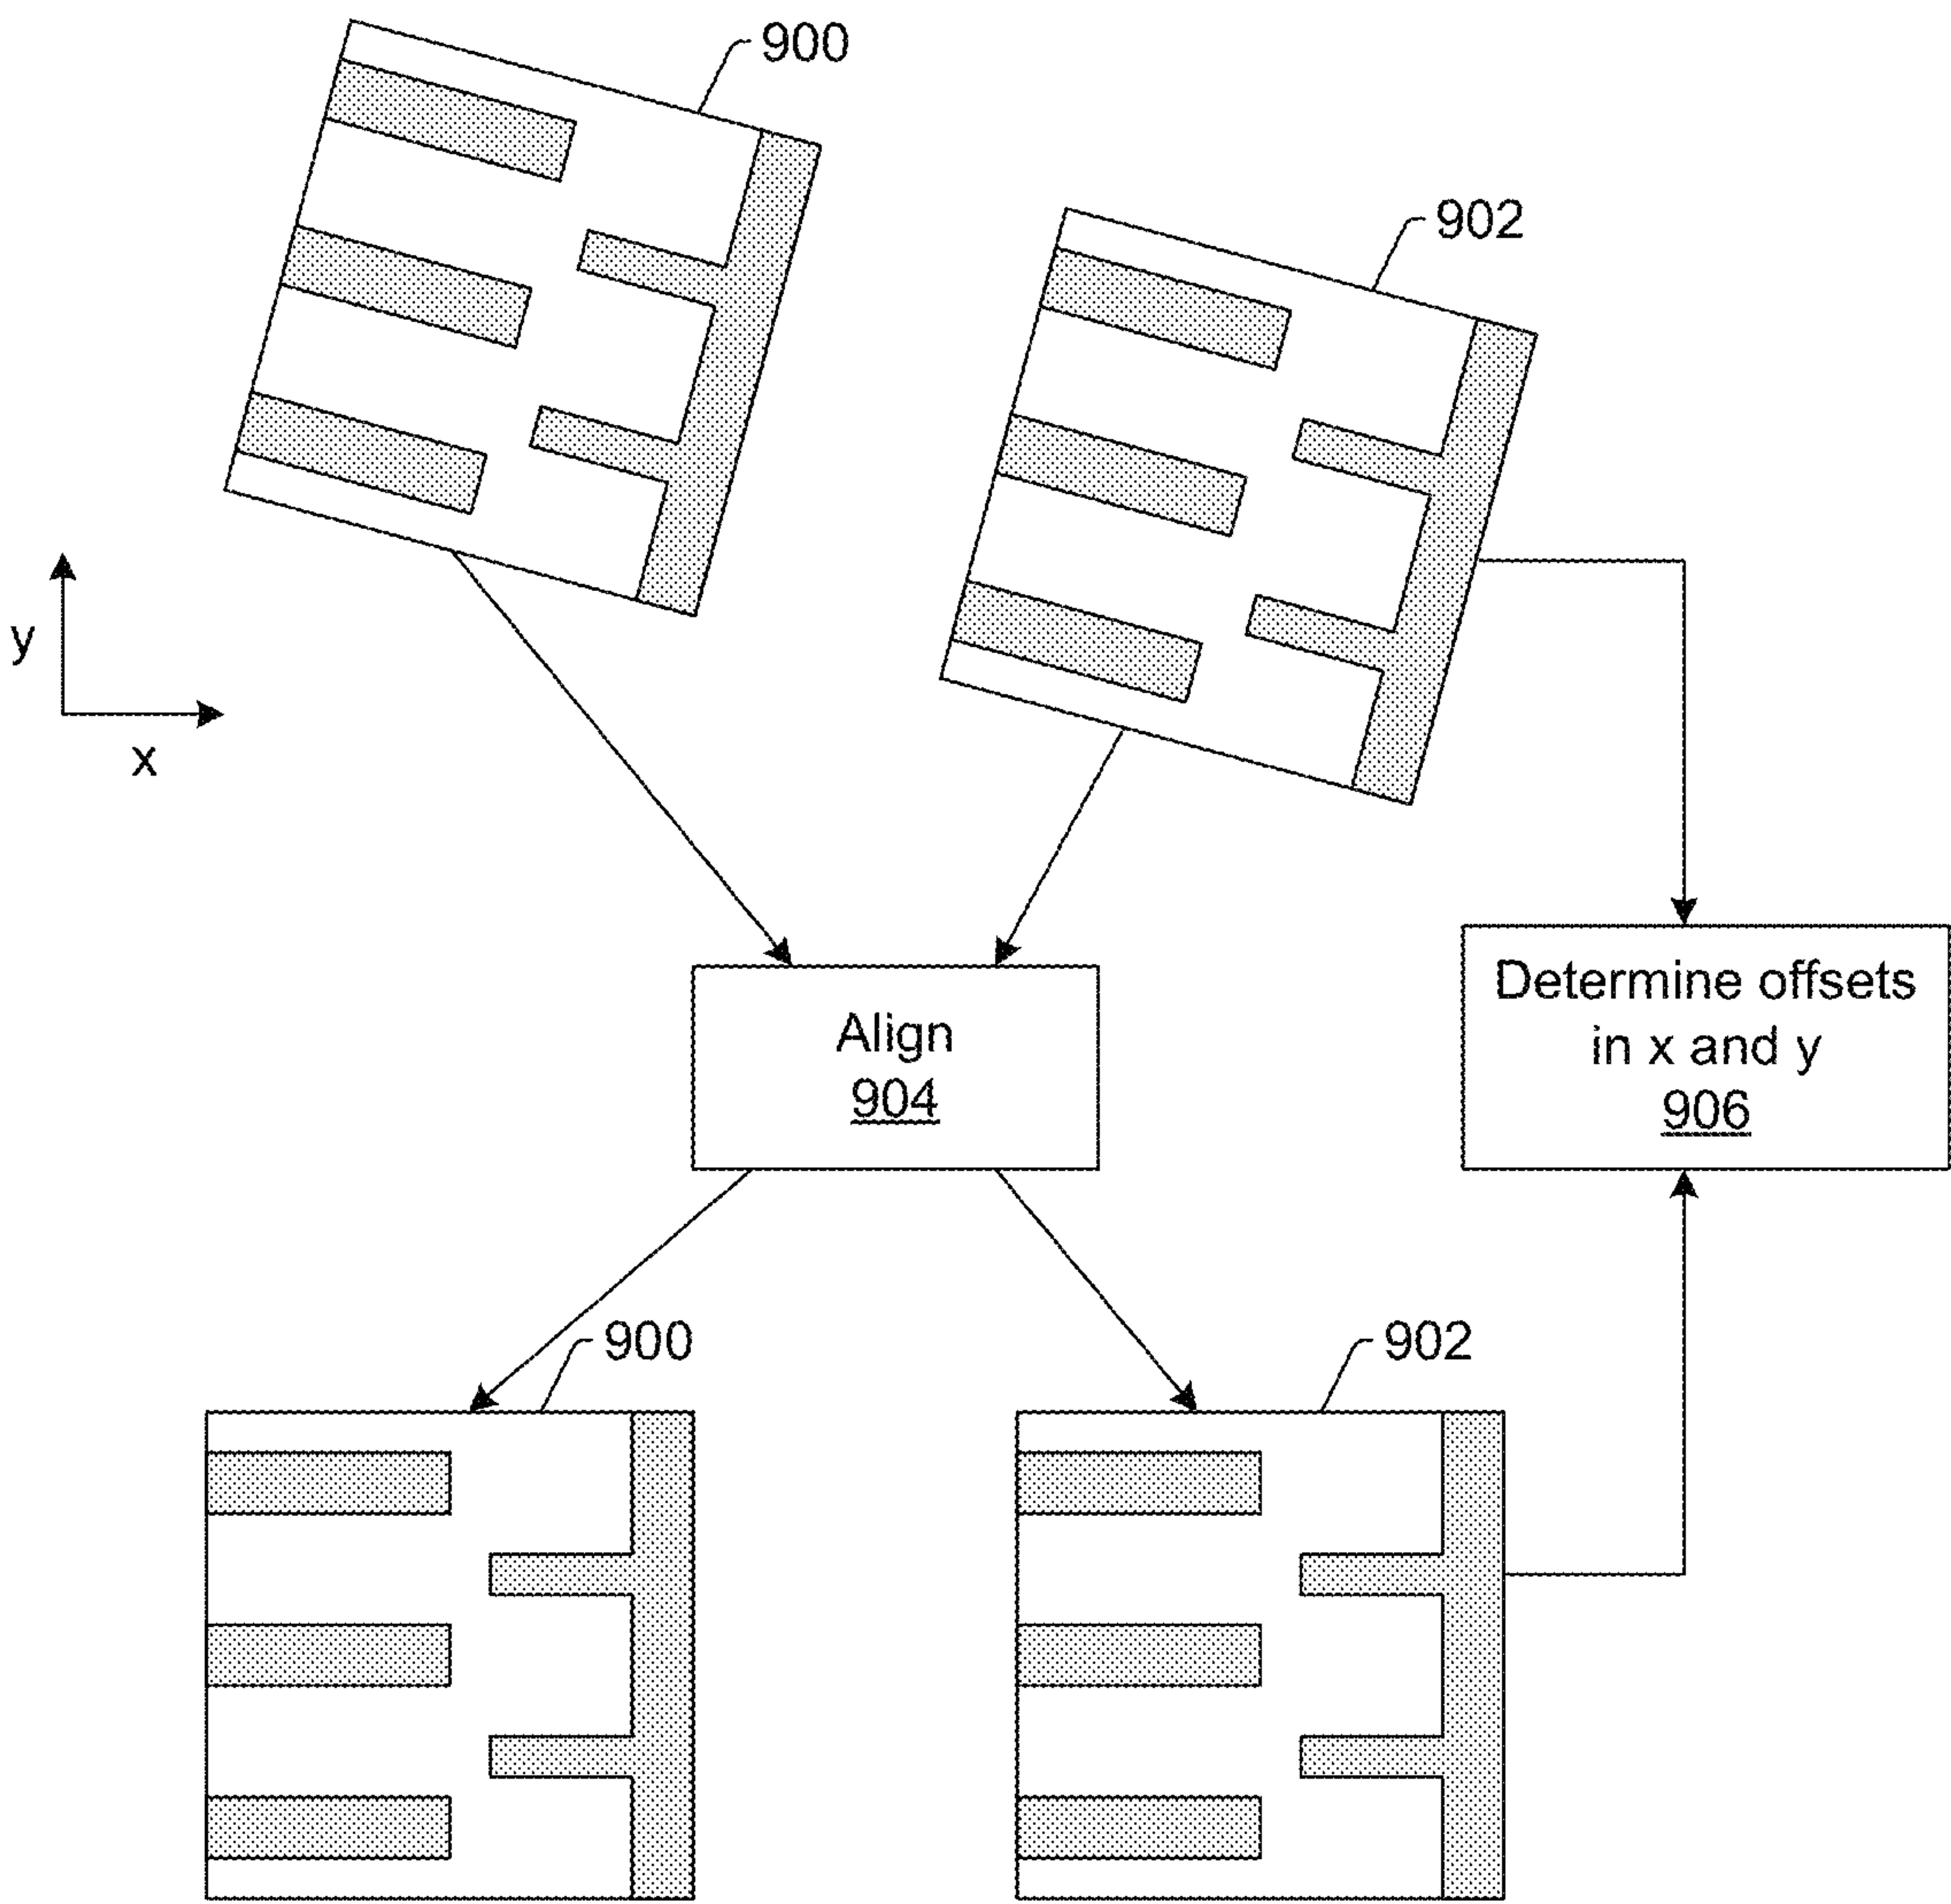 900
902
y
x
Align
904
Determine offsets
in x and y
906
900
902